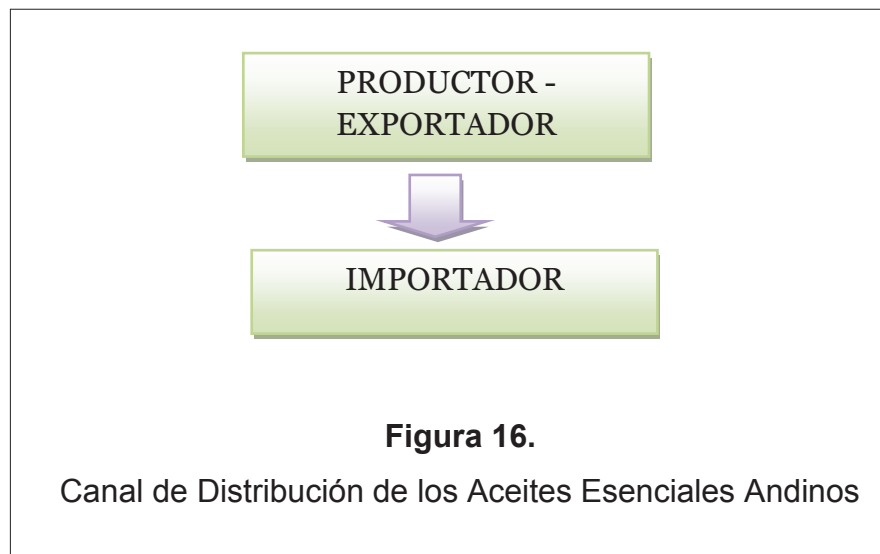 PRODUCTOR -
EXPORTADOR
IMPORTADOR
Figura 16.
Canal de Distribución de los Aceites Esenciales Andinos